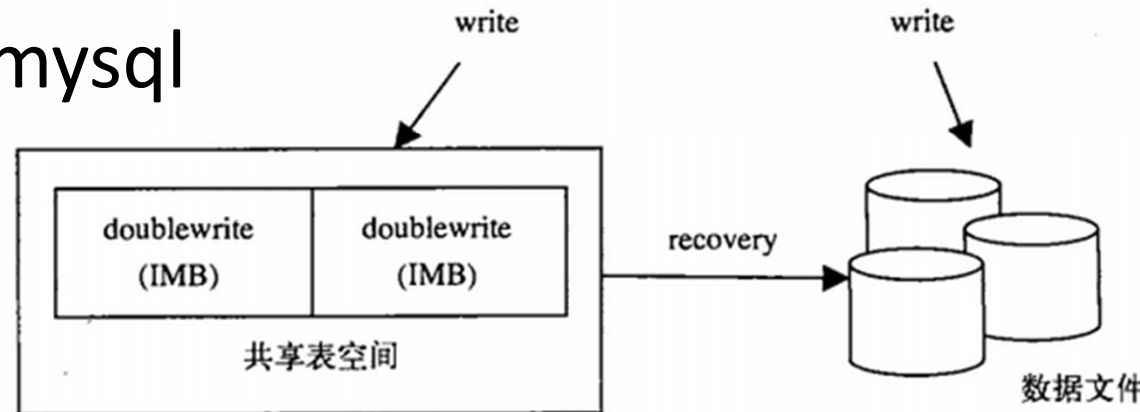 write
write
mysql
doublewrite
(IMB)
doublewrite
(IMB)
recovery
共享表空间
数据文件